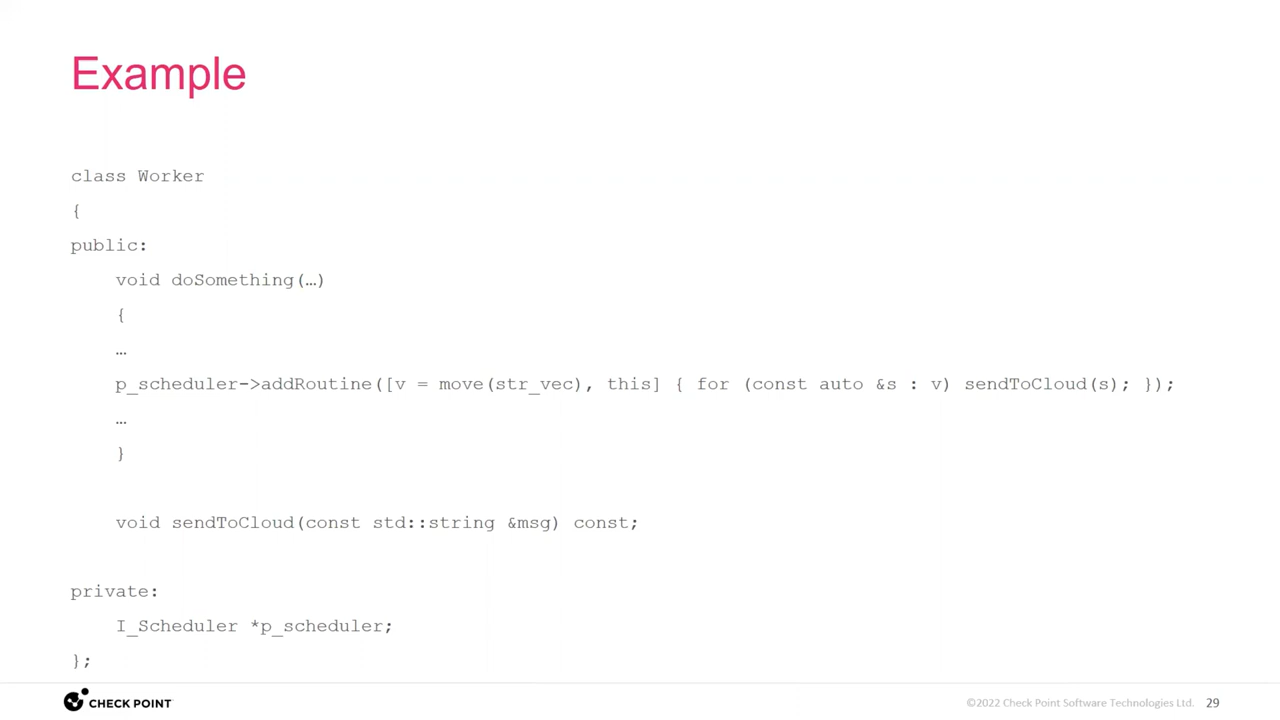 Example
class Worker
{
public:
void doSomething(…)
{
…
p_scheduler->addRoutine([v = move(str_vec), this] { for (const auto &s : v) sendToCloud(s); });
…
}
void sendToCloud(const std::string &msg) const;
private:
I_Scheduler *p_scheduler;
};
CHECK POINT
©2022 Check Point Software Technologies Ltd. 29